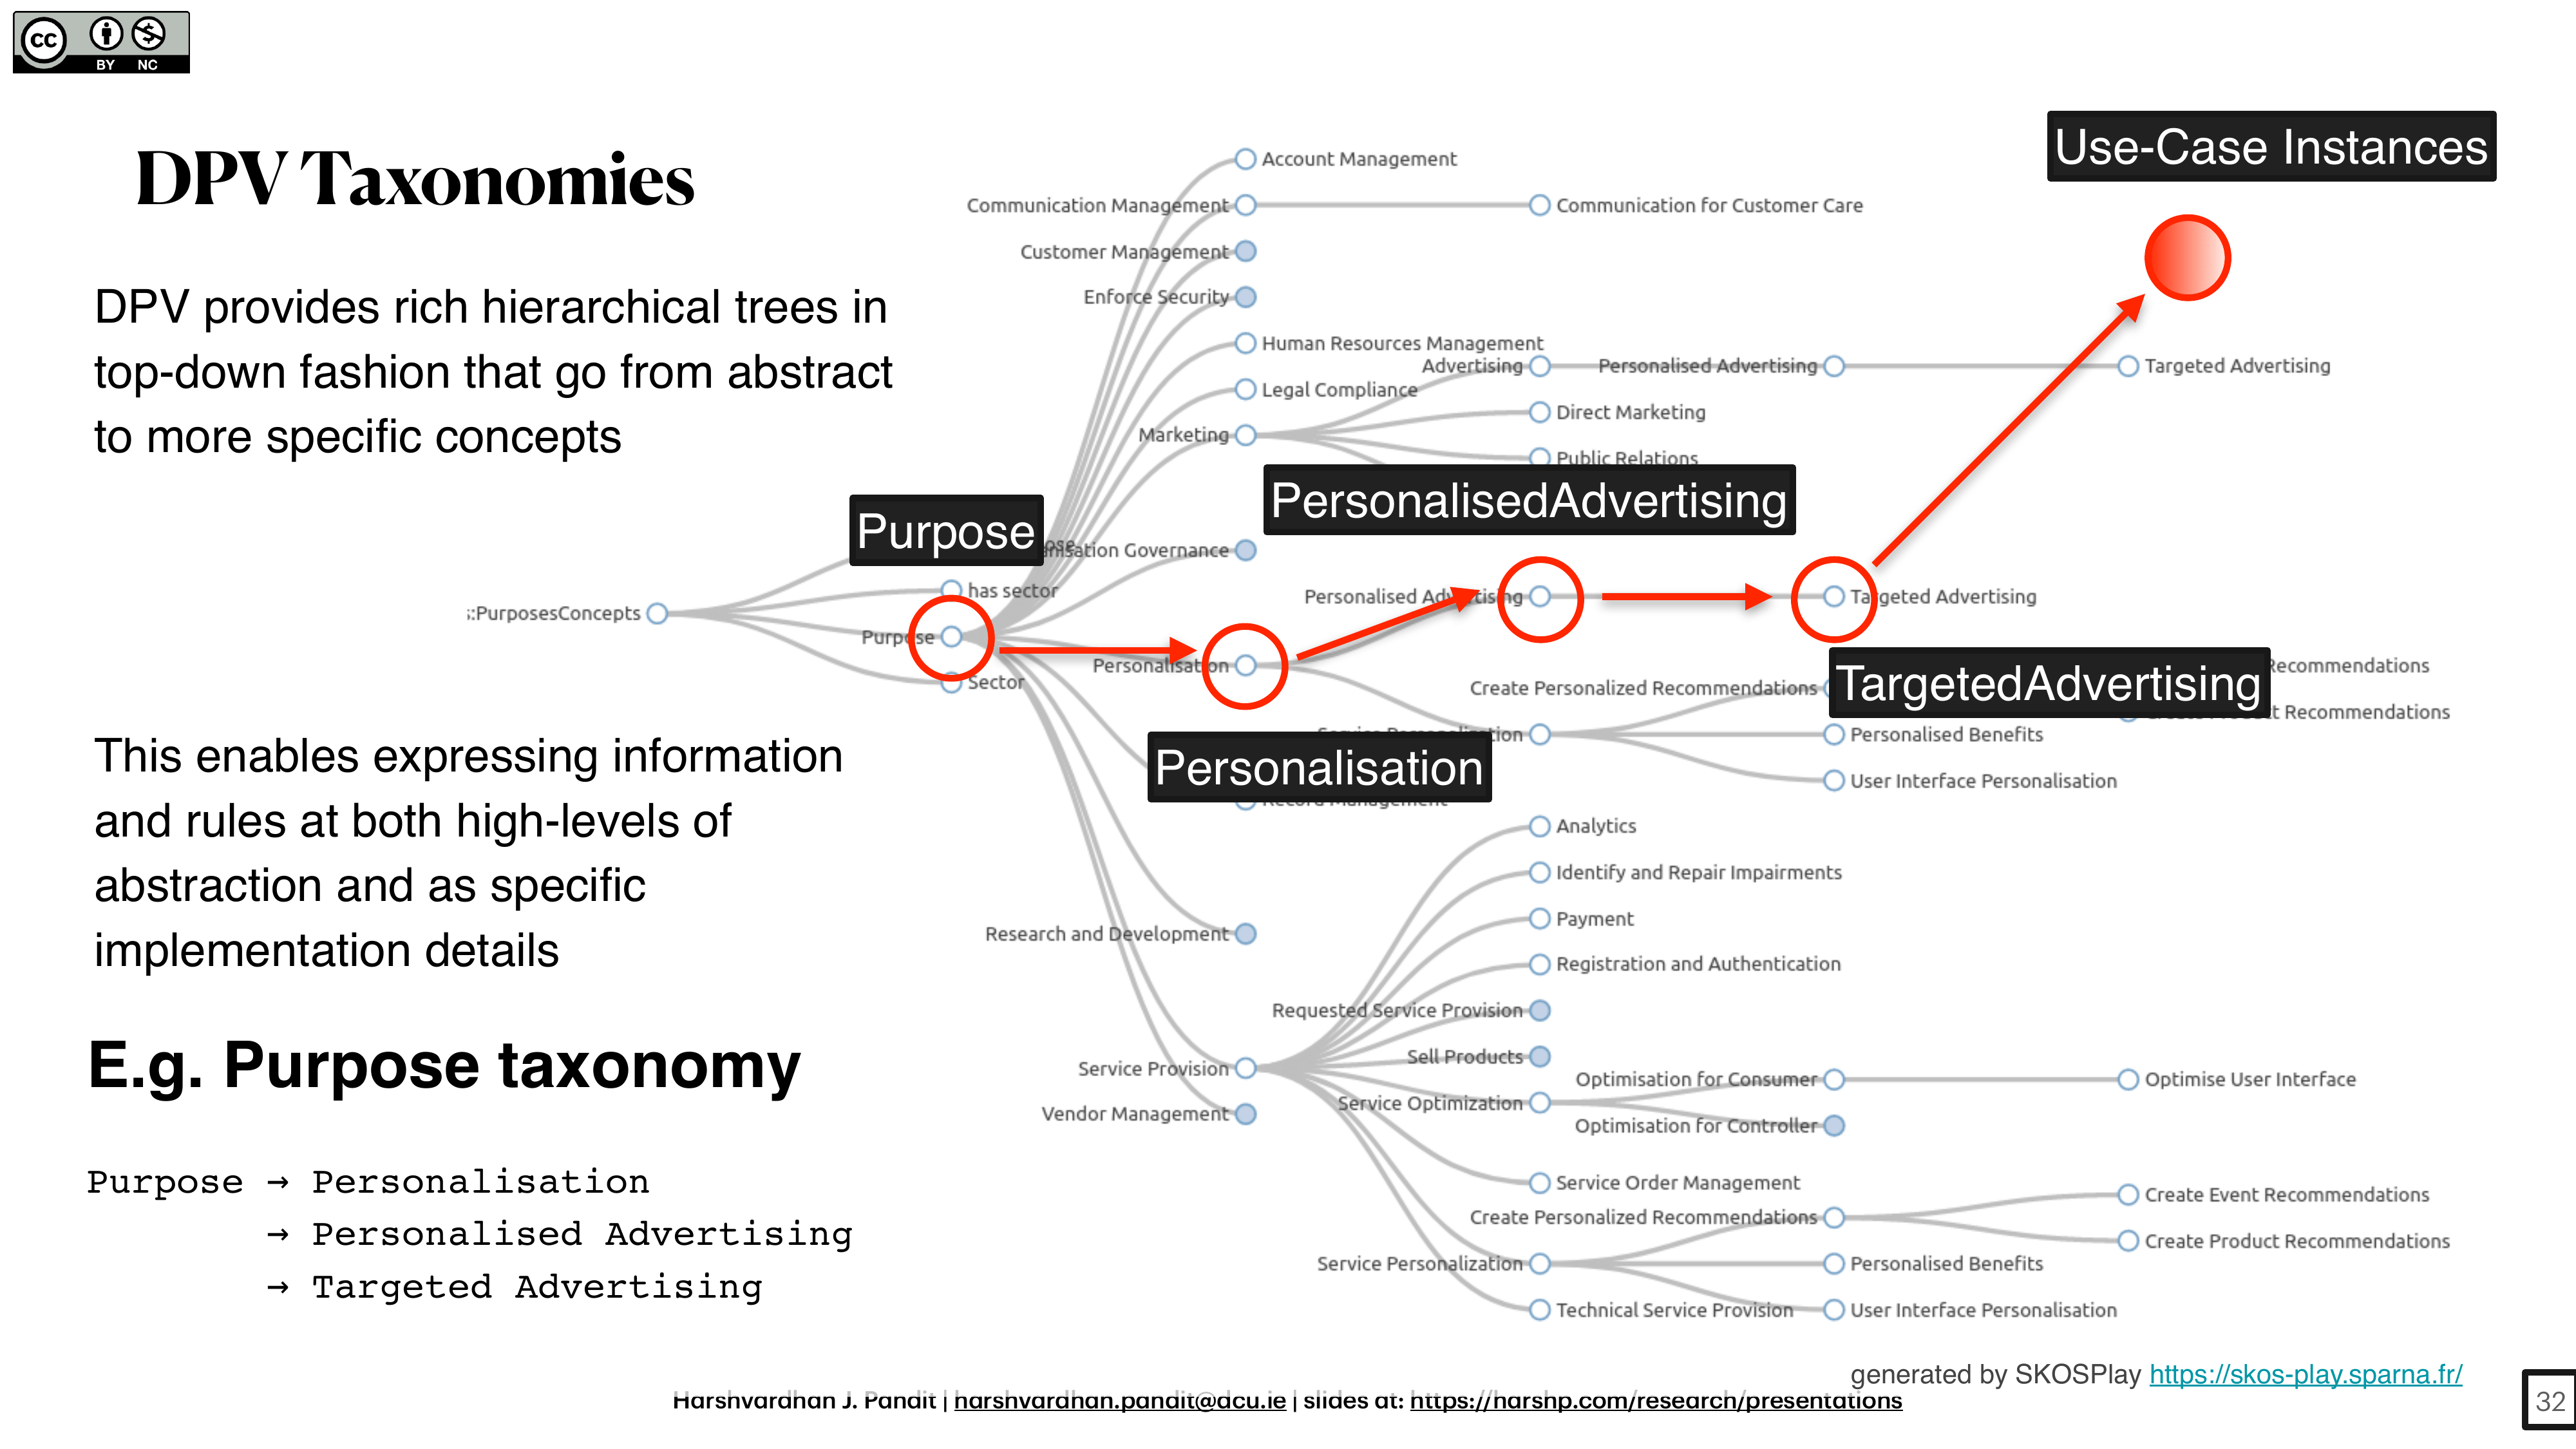 cc
BY NC
DPV Taxonomies
DPV provides rich hierarchical trees in
top-down fashion that go from abstract
to more specific concepts
This enables expressing information
and rules at both high-levels of
abstraction and as specific
implementation details
E.g. Purpose taxonomy
Purpose → Personalisation
→ Personalised Advertising
→ Targeted Advertising
Use-Case Instances
Account Management
Communication Management
Communication for Customer Care
Customer Management
Enforce Security
Human Resources Management
Advertising
Personalised Advertising
Targeted Advertising
Legal Compliance
Direct Marketing
Marketing
Public Relations
PersonalisedAdvertising
Purpose
Governance
has sector
Personalised Advertising
Targeted Advertising
:PurposesConcepts
Purpose
Personalisation
Sector
Create Personalized Recommendations
TargetedAdvertising
Recommendations
Recommendations
Personalisation
Personalised Benefits
User Interface Personalisation
Analytics
Identify and Repair Impairments
Payment
Research and Development
Registration and Authentication
Requested Service Provision
Sell Products
Service Provision
Optimisation for Consumer
Optimise User Interface
Service Optimization
Vendor Management
Optimisation for Controller
Service Order Management
Create Personalized Recommendations
Create Event Recommendations
Create Product Recommendations
Service Personalization
Personalised Benefits
Technical Service Provision
User Interface Personalisation
generated by SKOSPlay https://skos-play.sparna.fr/
Harshvardhan J. Pandit | harshvardhan.pandit@dcu.ie | slides at: https://harshp.com/research/presentations
32